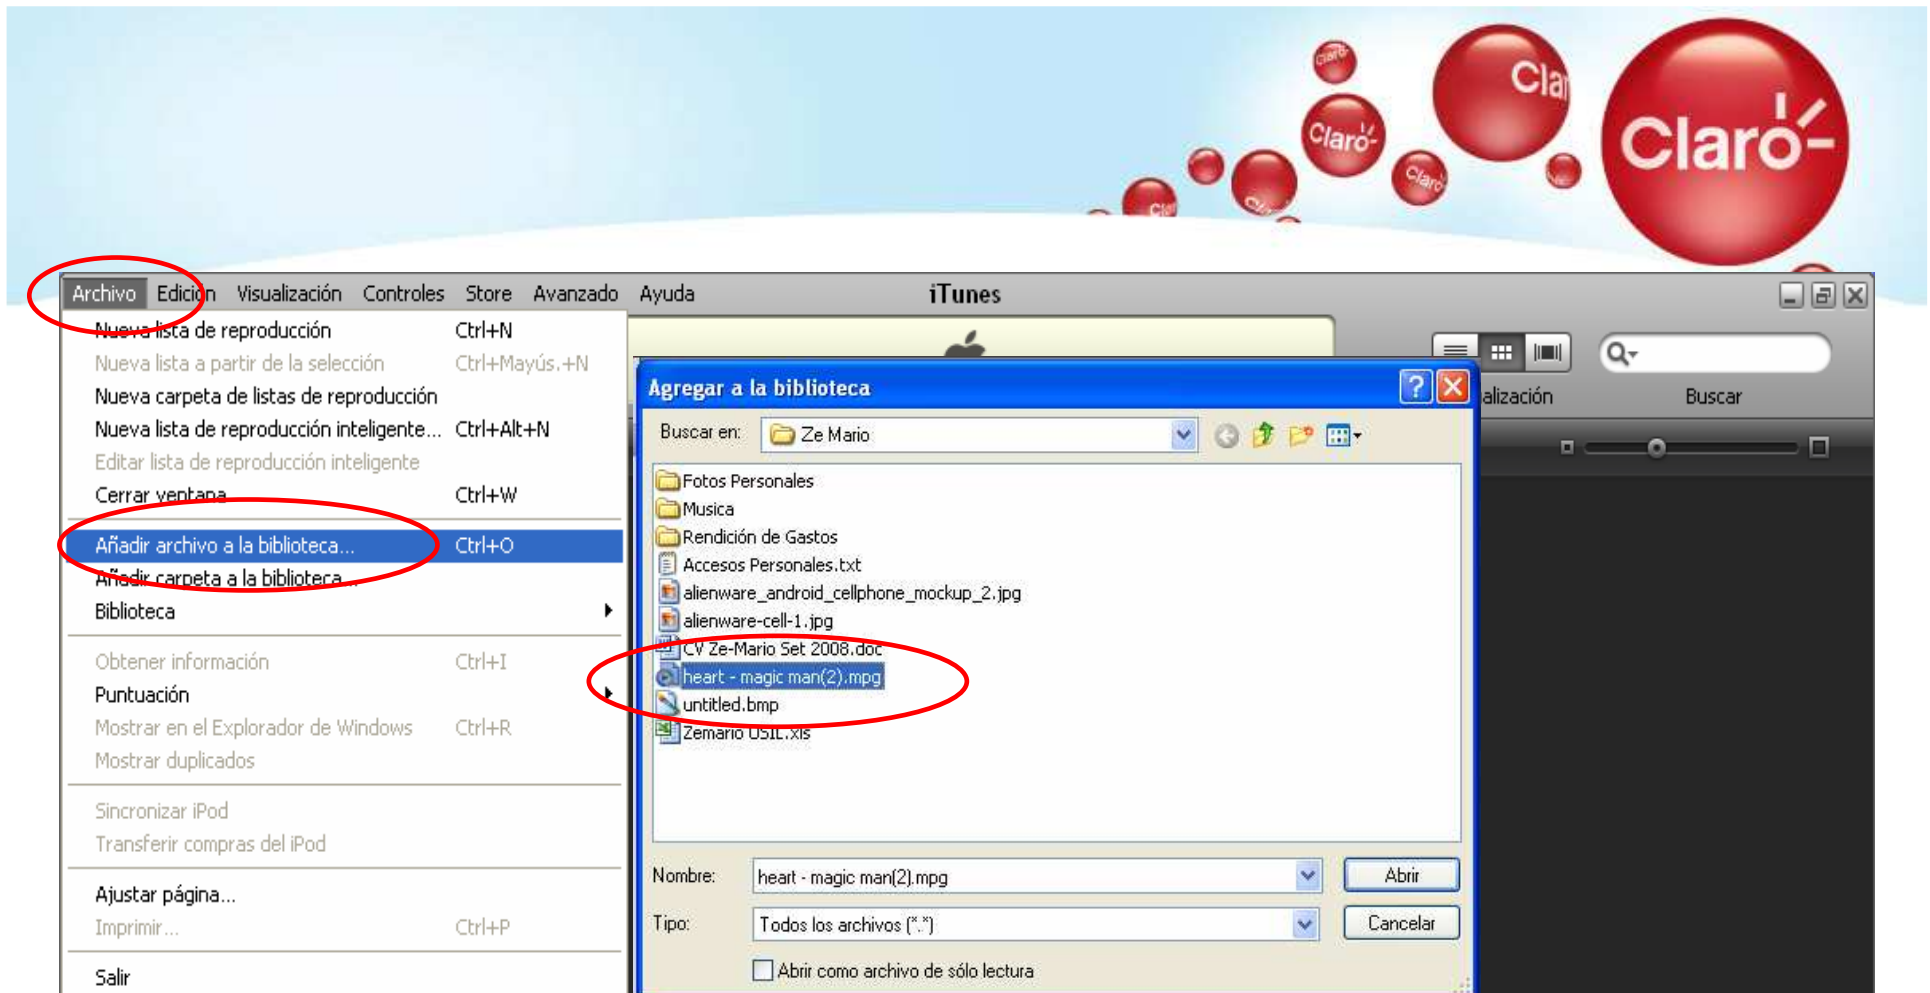 Claro
Clar
Claro
Claro
Claro
Archivo Edición Visualización Controles Store Avanzado Ayuda iTunes
Nueva lista de reproducción Ctrl+N
Nueva lista a partir de la selección Ctrl+Mayús.+N
Nueva carpeta de listas de reproducción
Nueva lista de reproducción inteligente... Ctrl+Alt+N
Editar lista de reproducción inteligente
Cerrar ventana Ctrl+W
Añadir archivo a la biblioteca... Ctrl+O
Añadir carpeta a la biblioteca...
Biblioteca
Obtener información Ctrl+I
Puntuación
Mostrar en el Explorador de Windows Ctrl+R
Mostrar duplicados
Sincronizar iPod
Transferir compras del iPod
Ajustar página...
Imprimir... Ctrl+P
Salir
alización Buscar
Agregar a la biblioteca
Buscar en: Ze Mario
Fotos Personales
Musica
Rendición de Gastos
Accesos Personales.txt
alienware_android_cellphone_mockup_2.jpg
alienware-cell-1.jpg
CV Ze-Mario Set 2008.doc
heart - magic man(2).mpg
untitled.bmp
Zemario USIL.xls
Nombre: heart - magic man(2).mpg Abrir
Tipo: Todos los archivos (*.*) Cancelar
Abrir como archivo de sólo lectura